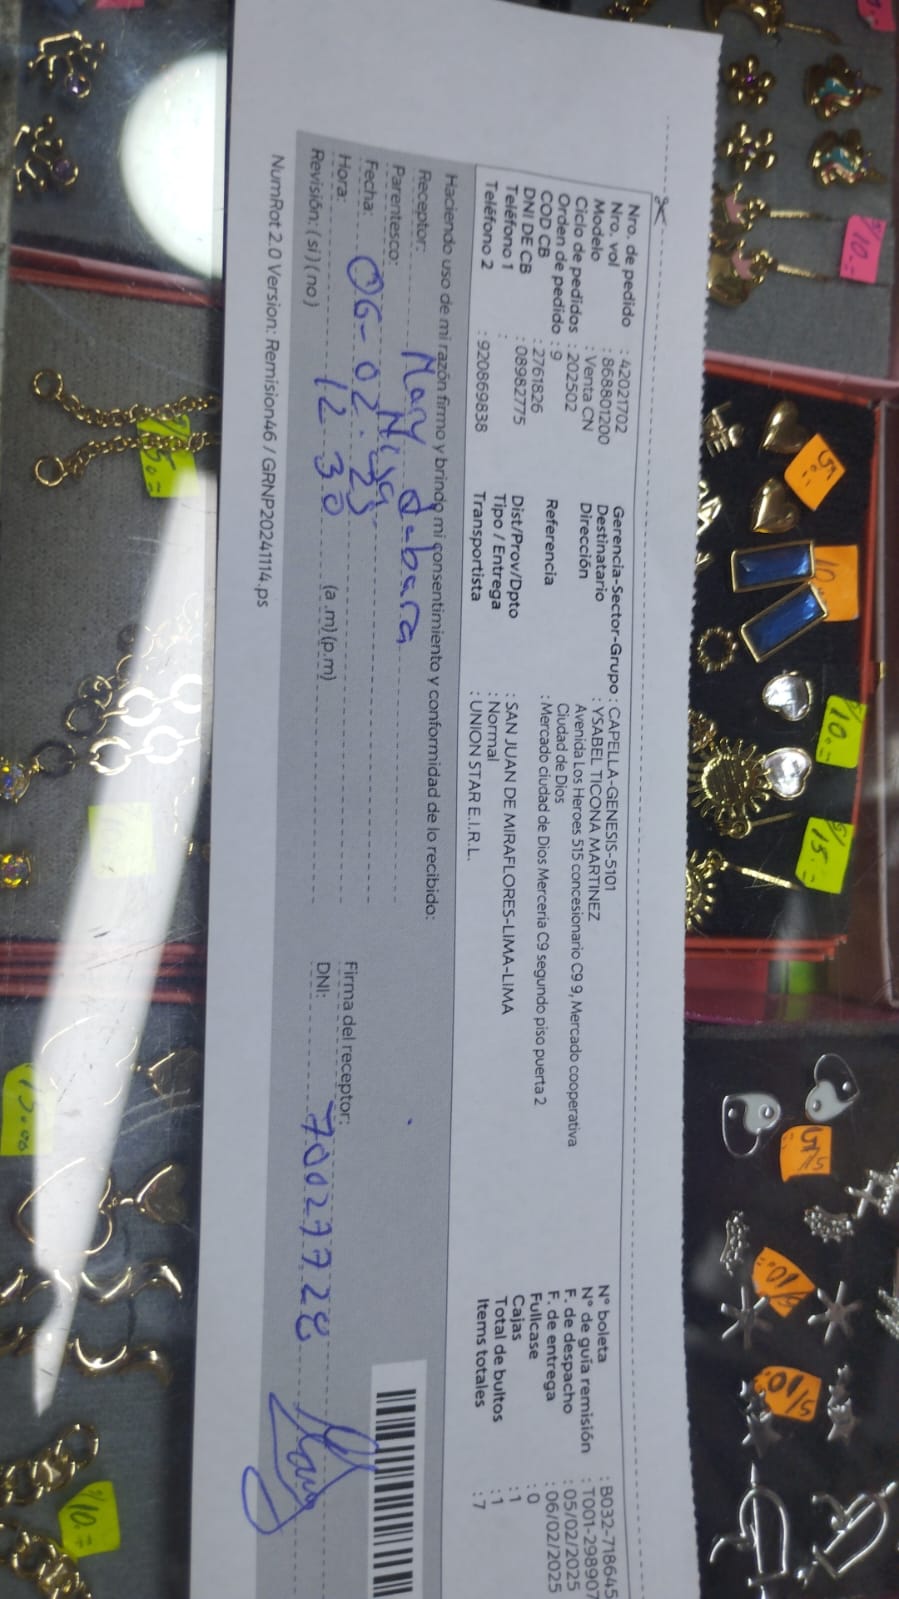 Nro. de pedido : 42021702
Nro. vol : 868801200
Modelo : Venta CN
Ciclo de pedidos : 202502
Orden de pedido : 9
COD CB : 2761826
DNI DE CB : 08982775
Teléfono 1 :
Teléfono 2 : 920869838
Gerencia-Sector-Grupo : CAPELLA-GENESIS-5101
Destinatario : YSABEL TICONA MARTINEZ
Dirección Avenida Los Heroes 515 concesionario C9 9, Mercado cooperativa
Ciudad de Dios
Referencia : Mercado ciudad de Dios Merceria C9 segundo piso puerta 2
Dist/Prov/Dpto : SAN JUAN DE MIRAFLORES-LIMA-LIMA
Tipo / Entrega : Normal
Transportista : UNION STAR E.I.R.L.
N° boleta : B032-718645
N° de guía remisión : T001-298907
F. de despacho : 05/02/2025
F. de entrega : 06/02/2025
Fullcase : 0
Cajas : 1
Total de bultos : 1
Items totales : 7
Haciendo uso de mi razón firmo y brindo mi consentimiento y conformidad de lo recibido:
Receptor: Mary
Parentesco:
Fecha: 06-02-25
Hora: 12 30 (a.m) (p.m)
Revisión: (si) (no)
Firma del receptor:
DNI: 70027728
NumRot 2.0 Version: Remision46 / GRNP20241114.ps
S/10.-
S/10.-
S/15.-
S/10
S/10
S/10.-